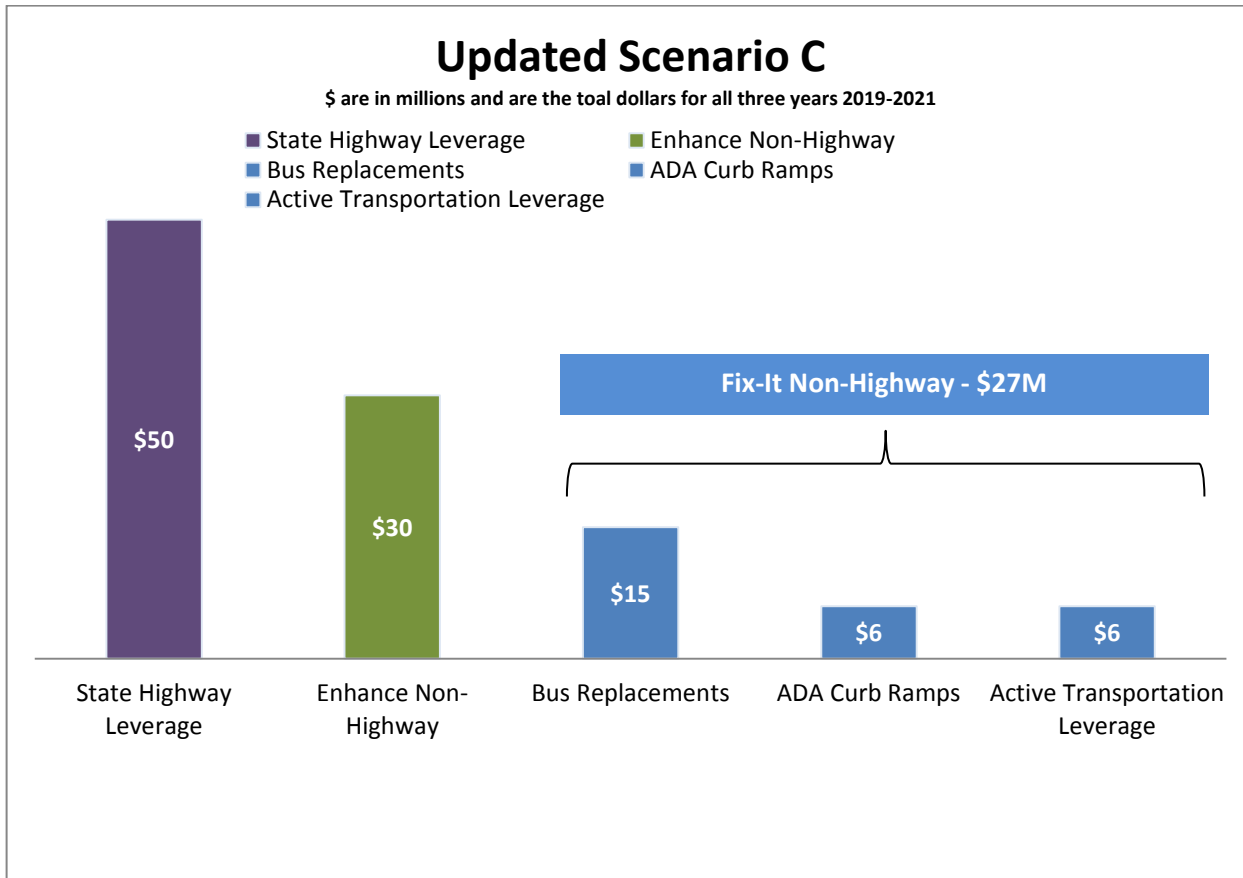 Updated Scenario C
$ are in millions and are the toal dollars for all three years 2019-2021
State Highway Leverage
Enhance Non-Highway
Bus Replacements
ADA Curb Ramps
Active Transportation Leverage
Fix-It Non-Highway - $27M
$50
$30
$15
$6
$6
State Highway
Leverage
Enhance Non-
Highway
Bus Replacements
ADA Curb Ramps
Active Transportation
Leverage